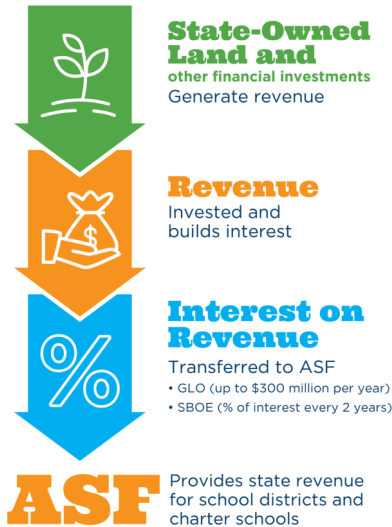 State-Owned
Land and
other financial investments
Generate revenue
Revenue
Invested and
builds interest
$
Interest on
Revenue
%
Transferred to ASF
• GLO (up to $300 million per year)
• SBOE (% of interest every 2 years)
ASF
Provides state revenue
for school districts and
charter schools